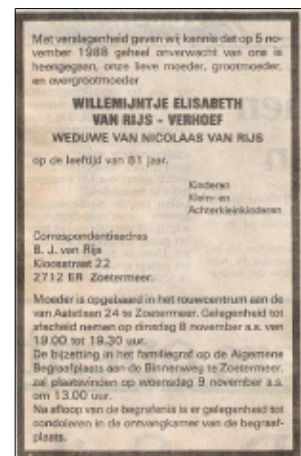 Met verslagenheid geven wij kennis dat op 5 no-
vember 1988 geheel onverwacht van ons is
heengegaan, onze lieve moeder, grootmoeder,
en overgrootmoeder
WILLEMIJNTJE ELISABETH
VAN RIJS - VERHOEF
WEDUWE VAN NICOLAAS VAN RIJS
op de leeftijd van 81 jaar.
Kinderen
Klein- en
Achterkleinkinderen
Correspondentieadres
B. J. van Rijs
Kloosstraat 22
2712 ER Zoetermeer.
Moeder is opgebaard in het rouwcentrum aan de
van Aalstlaan 24 te Zoetermeer. Gelegenheid tot
afscheid nemen op dinsdag 8 november a.s. van
19.00 tot 19.30 uur.
De bijzetting in het familiegraf op de Algemene
Begraafplaats aan de Binnenweg te Zoetermeer,
zal plaatsvinden op woensdag 9 november a.s.
om 13.00 uur.
Na afloop van de begrafenis is er gelegenheid tot
condoleren in de ontvangkamer van de begraaf-
plaats.